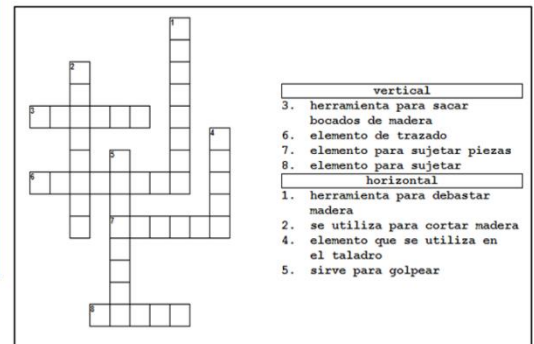 1
2
3
4
5
6
7
8
vertical
3. herramienta para sacar
bocados de madera
6. elemento de trazado
7. elemento para sujetar piezas
8. elemento para sujetar
horizontal
1. herramienta para debastar
madera
2. se utiliza para cortar madera
4. elemento que se utiliza en
el taladro
5. sirve para golpear